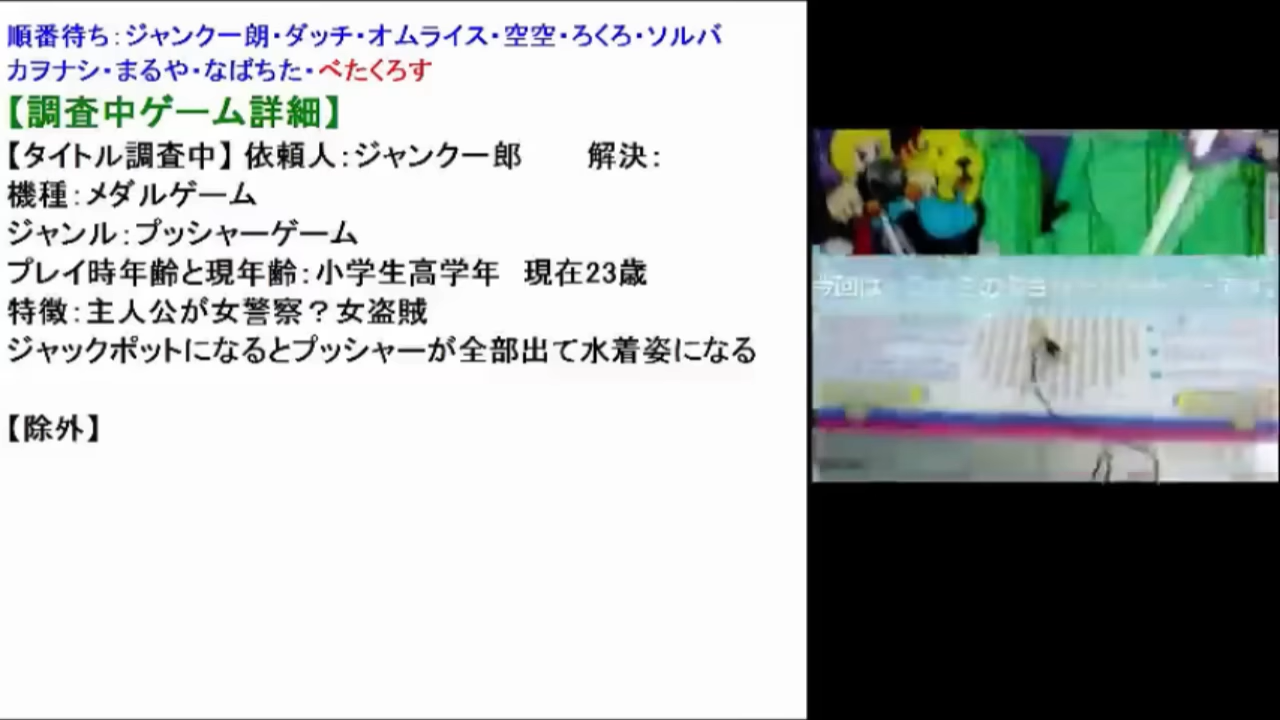 順番待ち：ジャンクー朗・ダッチ・オムライス・空空・ろくろ・ソルバ
カヲナシ・まるや・なばちた・べたくろす
【調査中ゲーム詳細】
【タイトル調査中】依頼人：ジャンクー郎　　解決：
機種：メダルゲーム
ジャンル：プッシャーゲーム
プレイ時年齢と現年齢：小学生高学年　現在23歳
特徴：主人公が女警察？女盗賊
ジャックポットになるとプッシャーが全部出て水着姿になる
【除外】
今回は